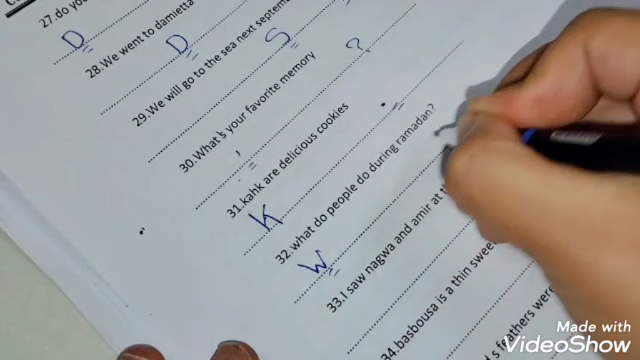 27.do you
D
28.We went to damietta
D S
29.We will go to the sea next septem
?
30.What's your favorite memory
,
31.kahk are delicious cookies
K .
32.what do people do during ramadan?
W
33.I saw nagwa and amir at
34.basbousa is a thin swee
s frathers were
Made with
VideoShow